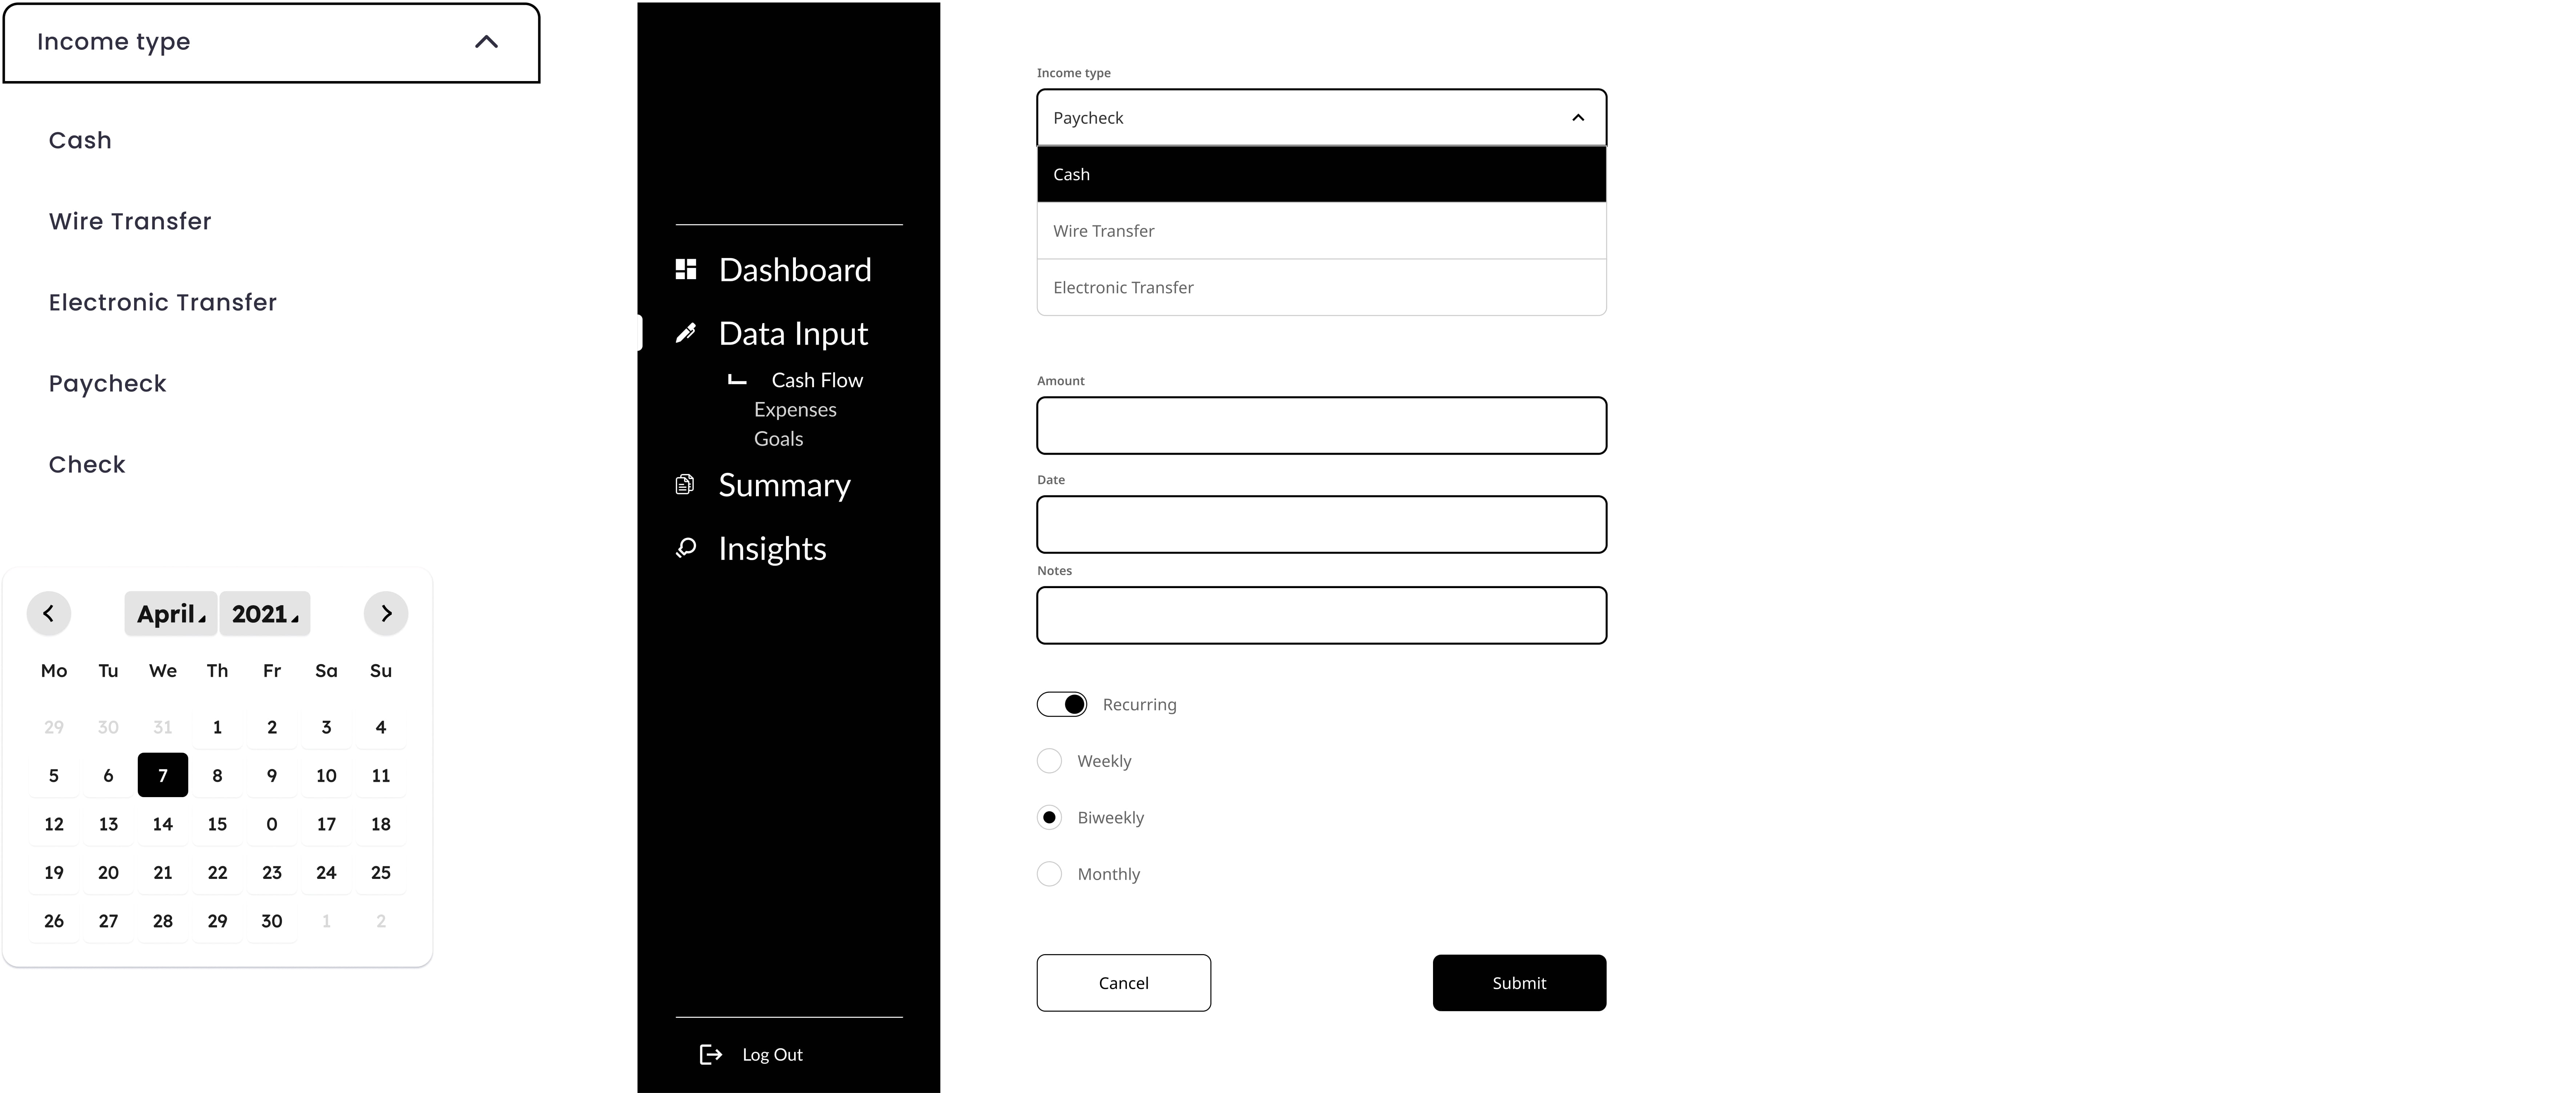 Income type
Cash
Wire Transfer
Electronic Transfer
Paycheck
Check
April 2021
Mo Tu We Th Fr Sa Su
29 30 31 1 2 3 4
5 6 7 8 9 10 11
12 13 14 15 0 17 18
19 20 21 22 23 24 25
26 27 28 29 30 1 2
Dashboard
Data Input
Cash Flow
Expenses
Goals
Summary
Insights
Log Out
Income type
Paycheck
Cash
Wire Transfer
Electronic Transfer
Amount
Date
Notes
Recurring
Weekly
Biweekly
Monthly
Cancel Submit